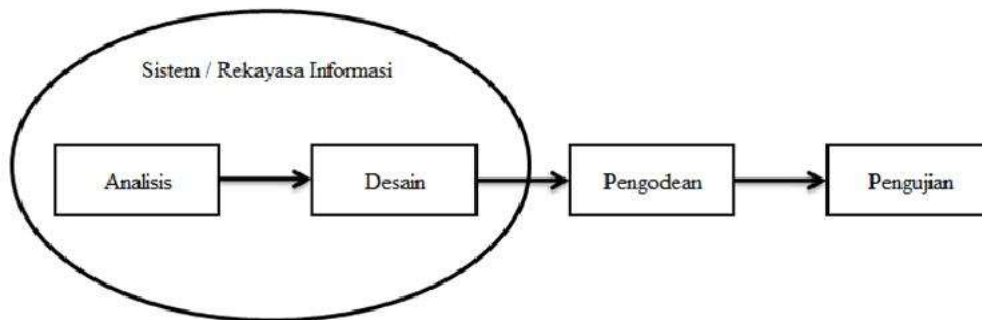 Sistem / Rekayasa Informasi
Analisis
Desain
Pengodean
Pengujian